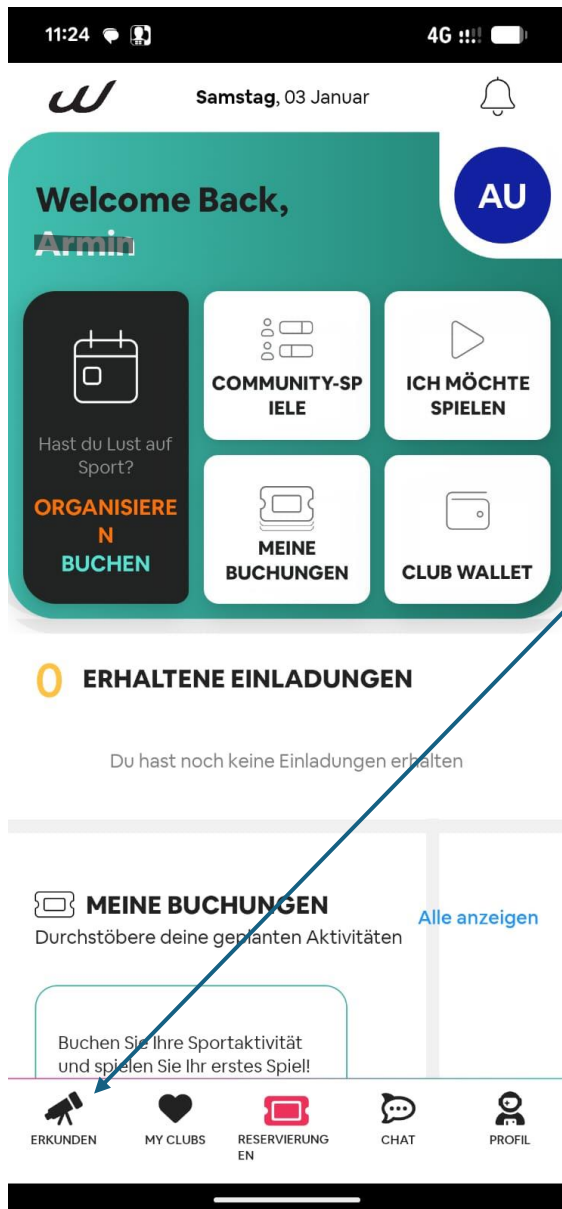 11:24
4G
Samstag, 03 Januar
Welcome Back,
Armin
AU
Hast du Lust auf
Sport?
ORGANISIERE
N
BUCHEN
COMMUNITY-SP
IELE
ICH MÖCHTE
SPIELEN
MEINE
BUCHUNGEN
CLUB WALLET
0 ERHALTENE EINLADUNGEN
Du hast noch keine Einladungen erhalten
MEINE BUCHUNGEN
Alle anzeigen
Durchstöbere deine geplanten Aktivitäten
Buchen Sie Ihre Sportaktivität
und spielen Sie Ihr erstes Spiel!
ERKUNDEN
MY CLUBS
RESERVIERUNG
EN
CHAT
PROFIL